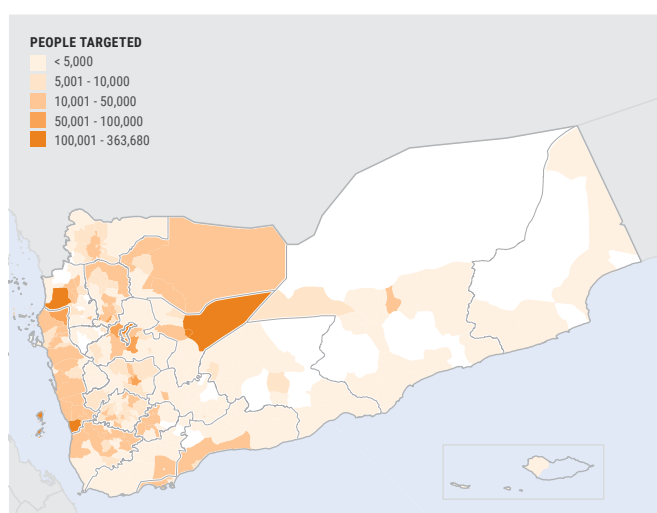 PEOPLE TARGETED
< 5,000
5,001 - 10,000
10,001 - 50,000
50,001 - 100,000
100,001 - 363,680